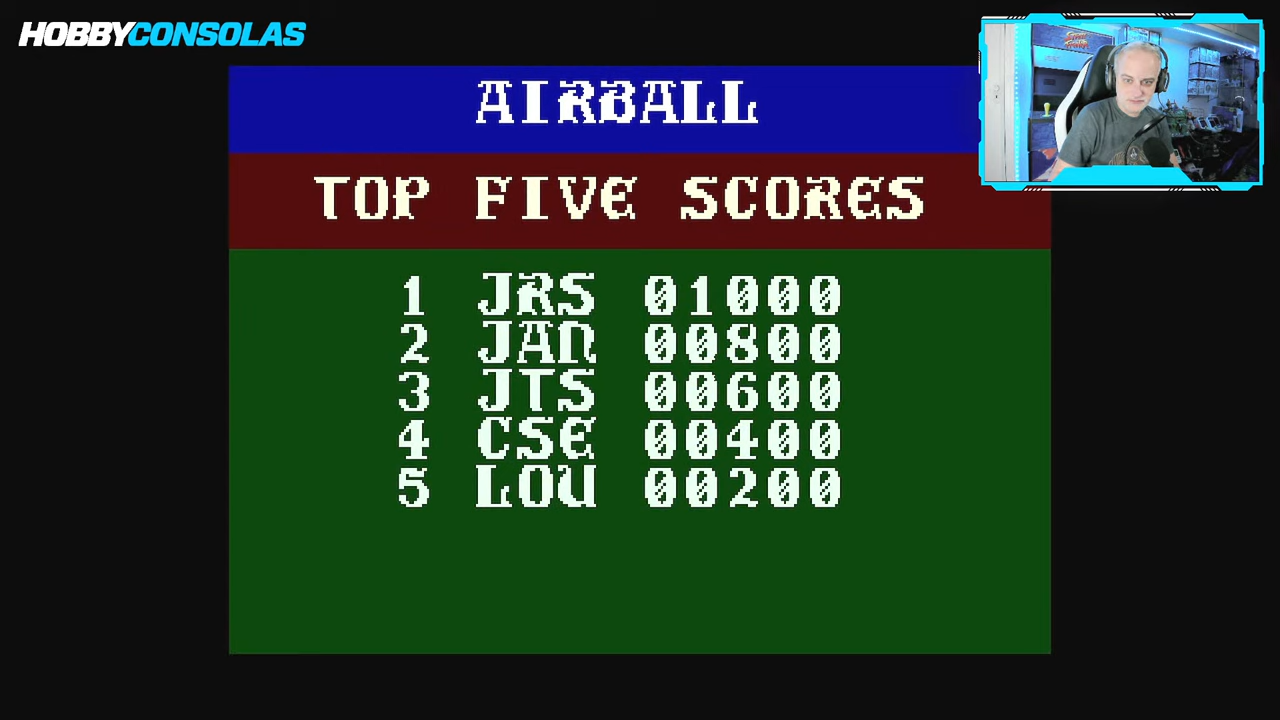 HOBBYCONSOLAS
AIRBALL
TOP FIVE SCORES
1 JRS 01000
2 JAN 00800
3 JTS 00600
4 CSE 00400
5 LOU 00200